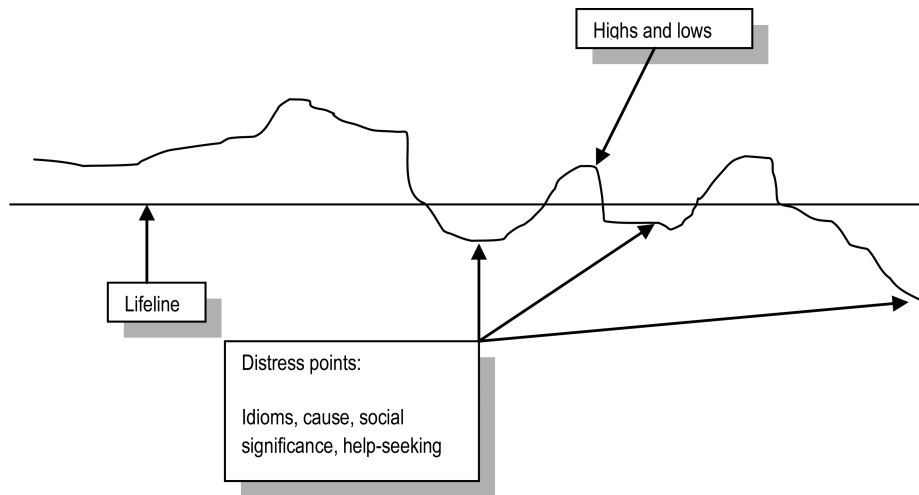 Highs and lows
Lifeline
Distress points:
Idioms, cause, social
significance, help-seeking